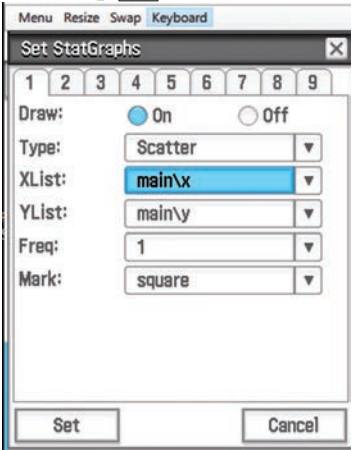 Menu Resize Swap Keyboard
Set StatGraphs
1 2 3 4 5 6 7 8 9
Draw: On Off
Type: Scatter
XList: main\x
YList: main\y
Freq: 1
Mark: square
Set Cancel